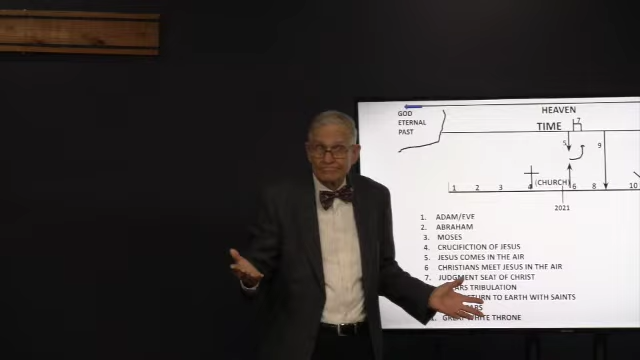 GOD
ETERNAL
PAST
HEAVEN
TIME
7
5
9
1 2 3 4 (CHURCH) 6 8 10
2021
1. ADAM/EVE
2. ABRAHAM
3. MOSES
4. CRUCIFICTION OF JESUS
5. JESUS COMES IN THE AIR
6 CHRISTIANS MEET JESUS IN THE AIR
7. JUDGMENT SEAT OF CHRIST
TRIBULATION
TO EARTH WITH SAINTS
GREAT WHITE THRONE